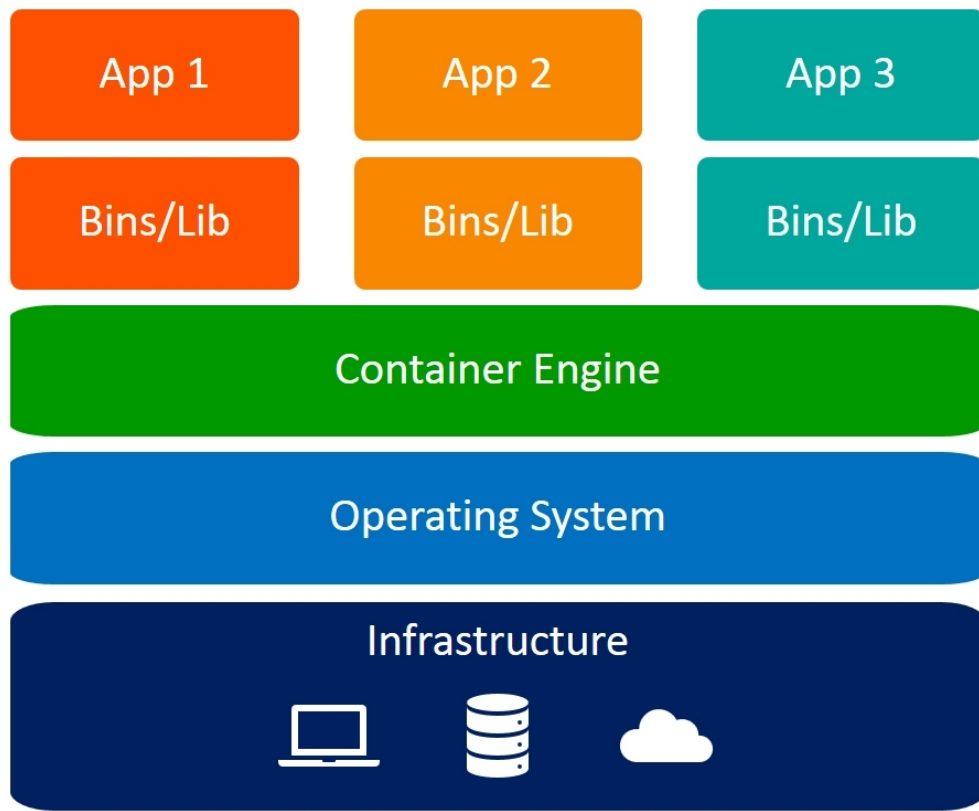 App 1
App 2
App 3
Bins/Lib
Bins/Lib
Bins/Lib
Container Engine
Operating System
Infrastructure